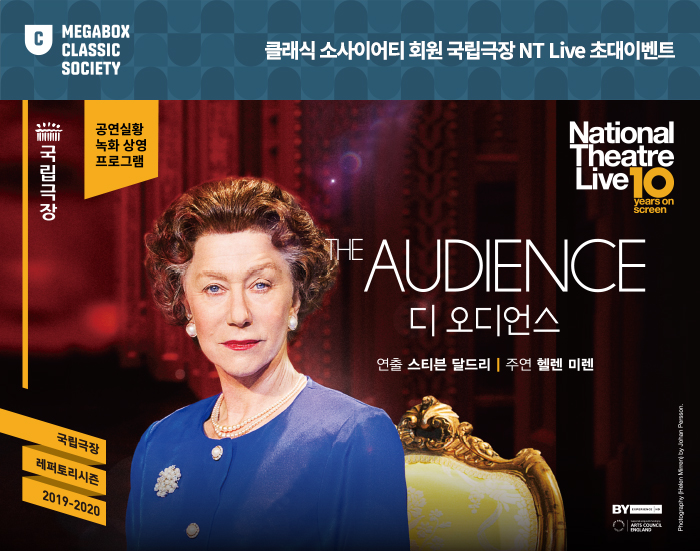 MEGABOX
CLASSIC
SOCIETY
클래식 소사이어티 회원 국립극장 NT Live 초대이벤트
국립극장
공연실황
녹화 상영
프로그램
National
Theatre
Live 10
years on
screen
THE AUDIENCE
디 오디언스
연출 스티븐 달드리 | 주연 헬렌 미렌
국립극장
레퍼토리시즌
2019-2020
BY EXPERIENCE
ARTS COUNCIL
ENGLAND
Photography (Helen Mirren) by Johan Persson.